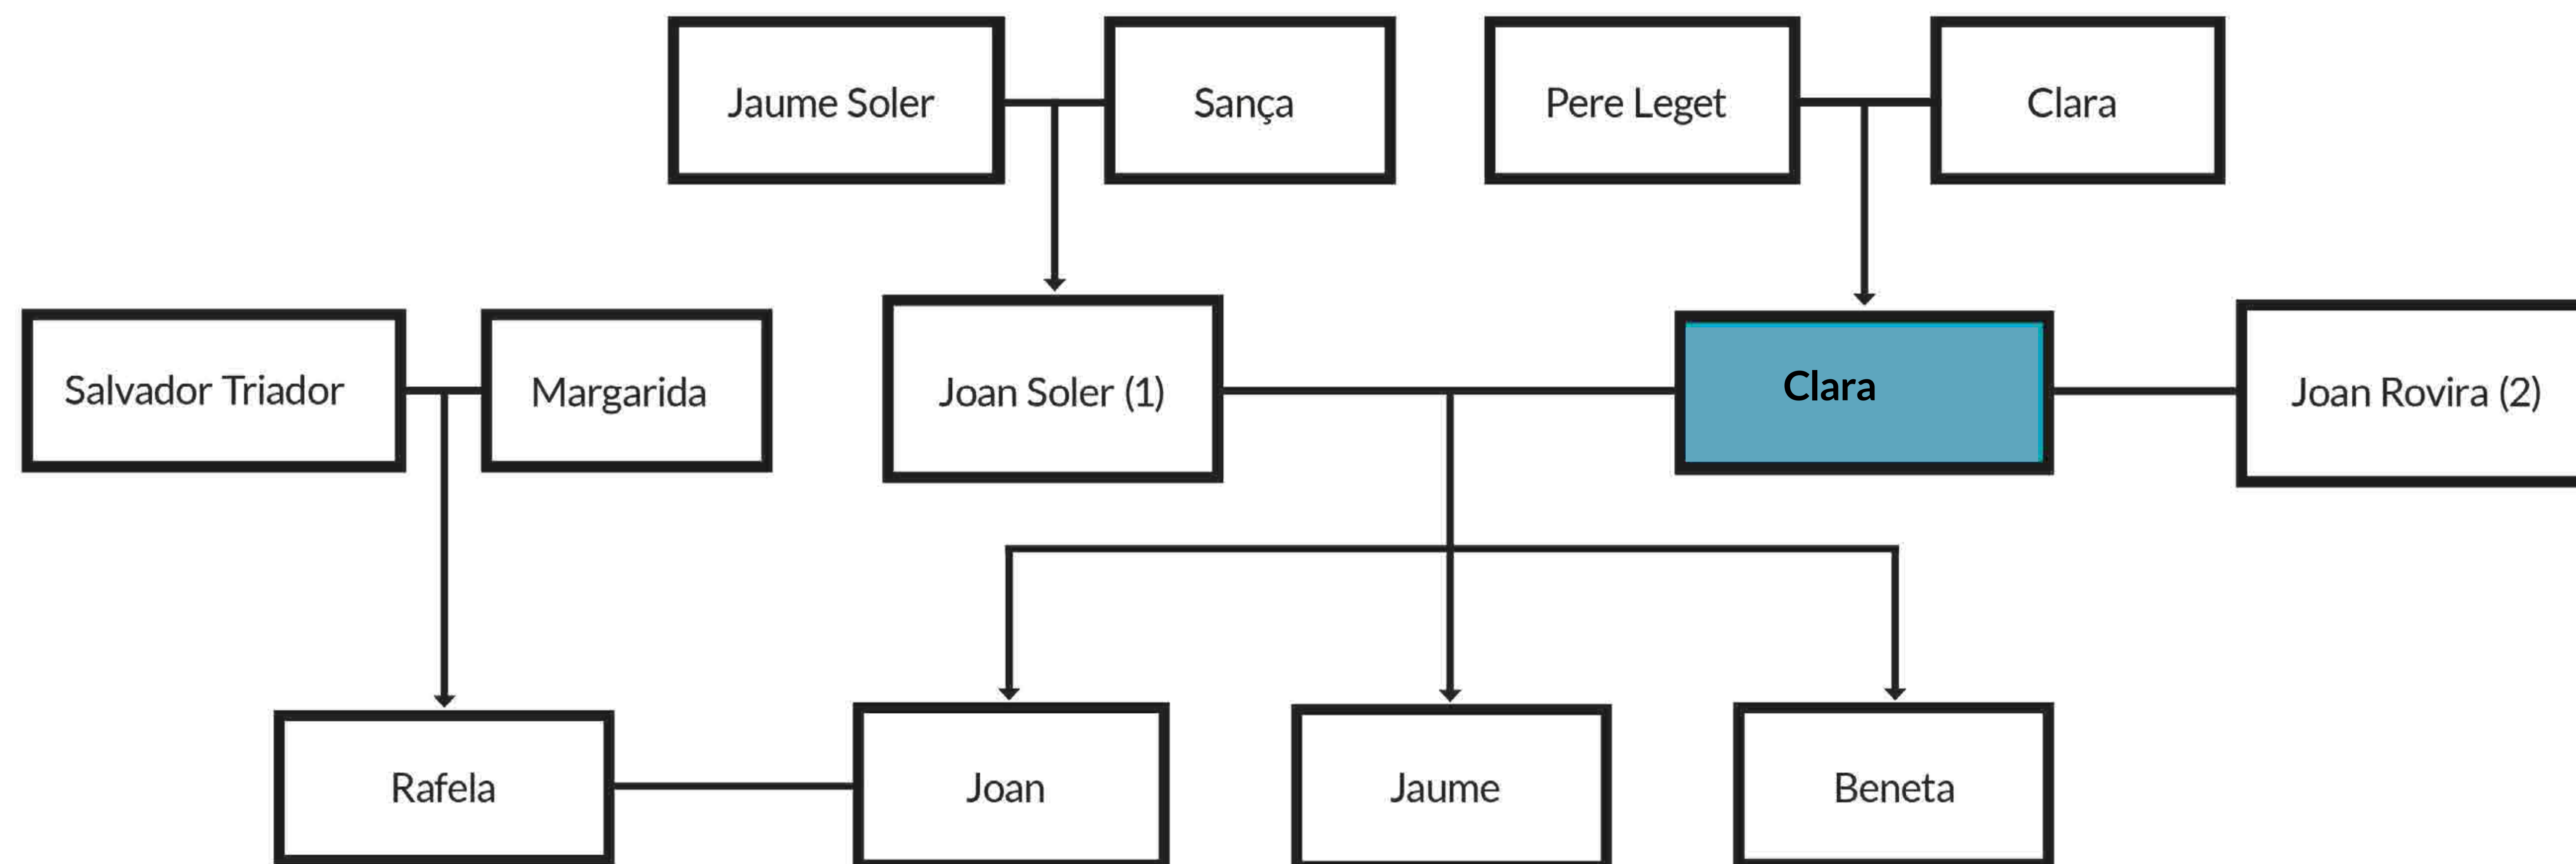 Jaume Soler
Sança
Pere Leget
Clara
Salvador Triador
Margarida
Joan Soler (1)
Clara
Joan Rovira (2)
Rafela
Joan
Jaume
Beneta